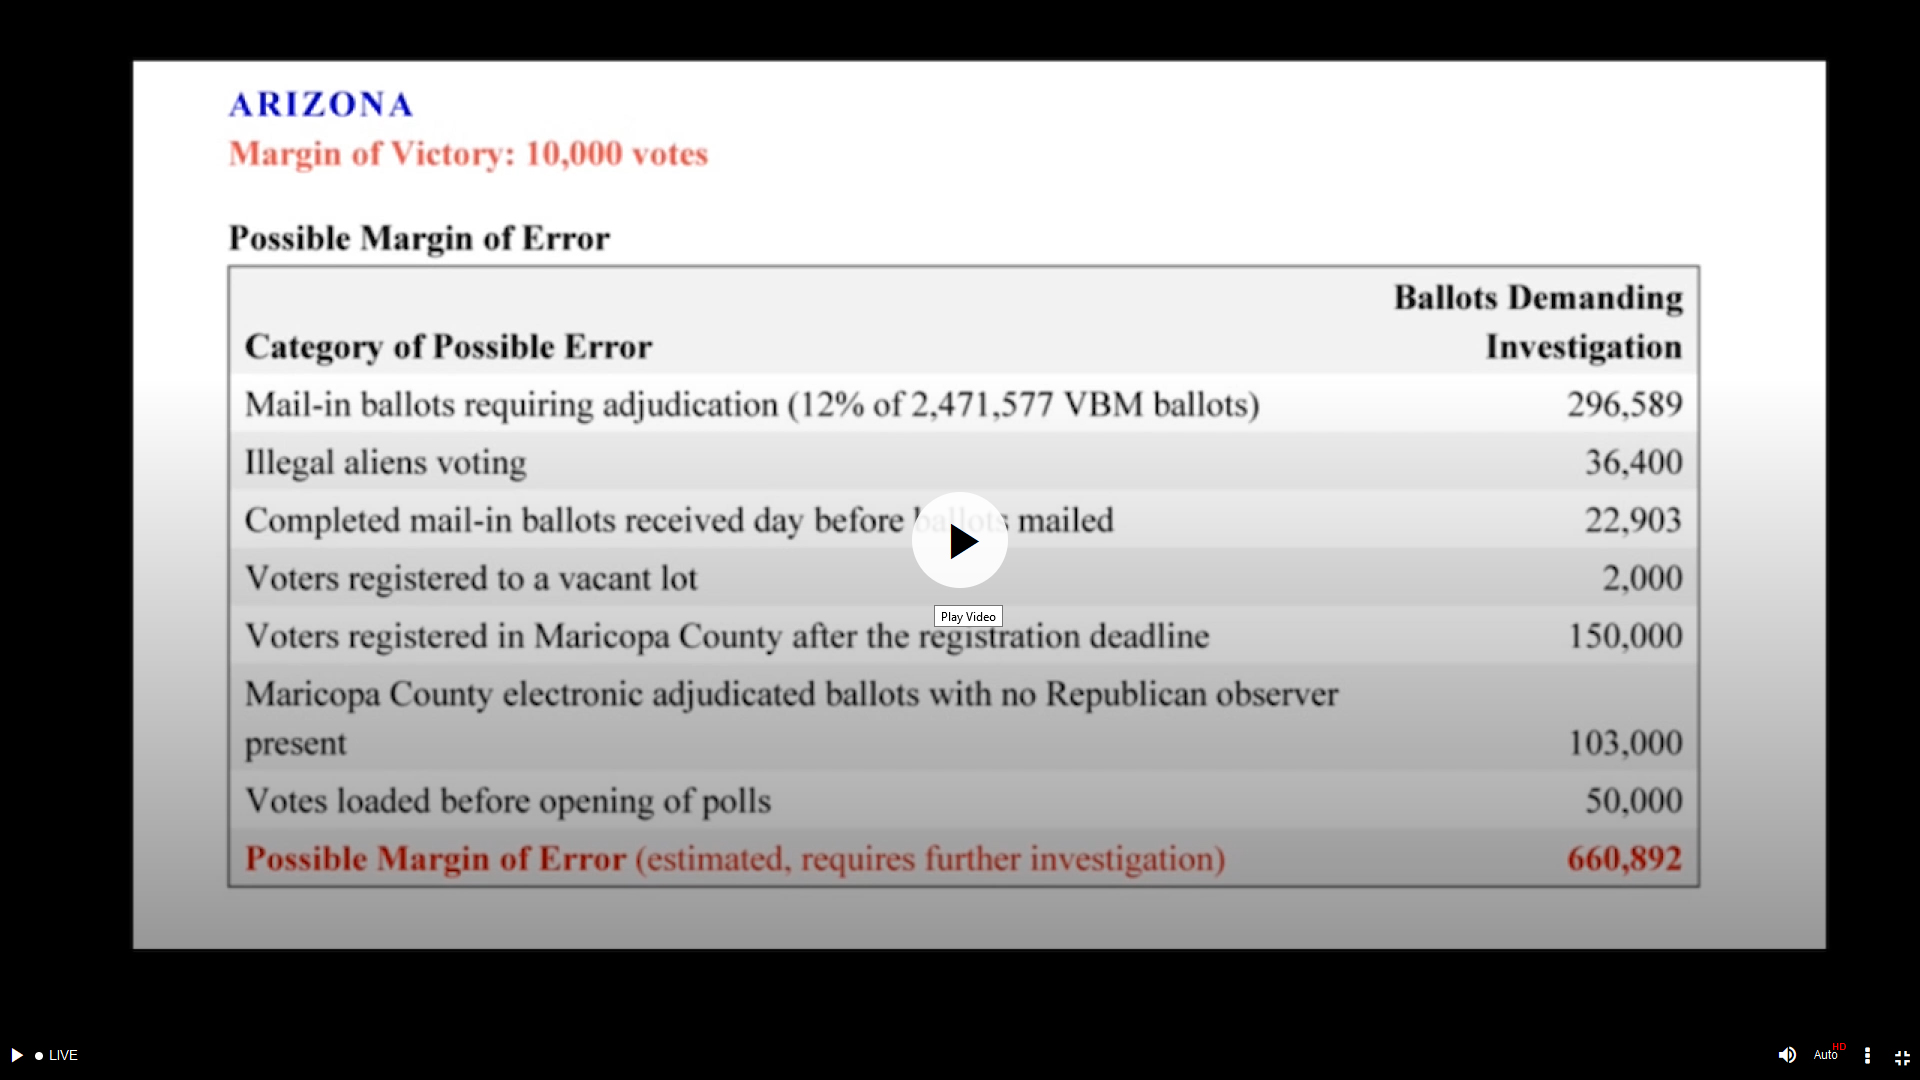 ARIZONA
Margin of Victory: 10,000 votes
Possible Margin of Error
Ballots Demanding
Category of Possible Error Investigation
Mail-in ballots requiring adjudication (12% of 2,471,577 VBM ballots) 296,589
Illegal aliens voting 36,400
Completed mail-in ballots received day before ballots mailed 22,903
Voters registered to a vacant lot 2,000
Play Video
Voters registered in Maricopa County after the registration deadline 150,000
Maricopa County electronic adjudicated ballots with no Republican observer
present 103,000
Votes loaded before opening of polls 50,000
Possible Margin of Error (estimated, requires further investigation) 660,892
LIVE
Auto HD